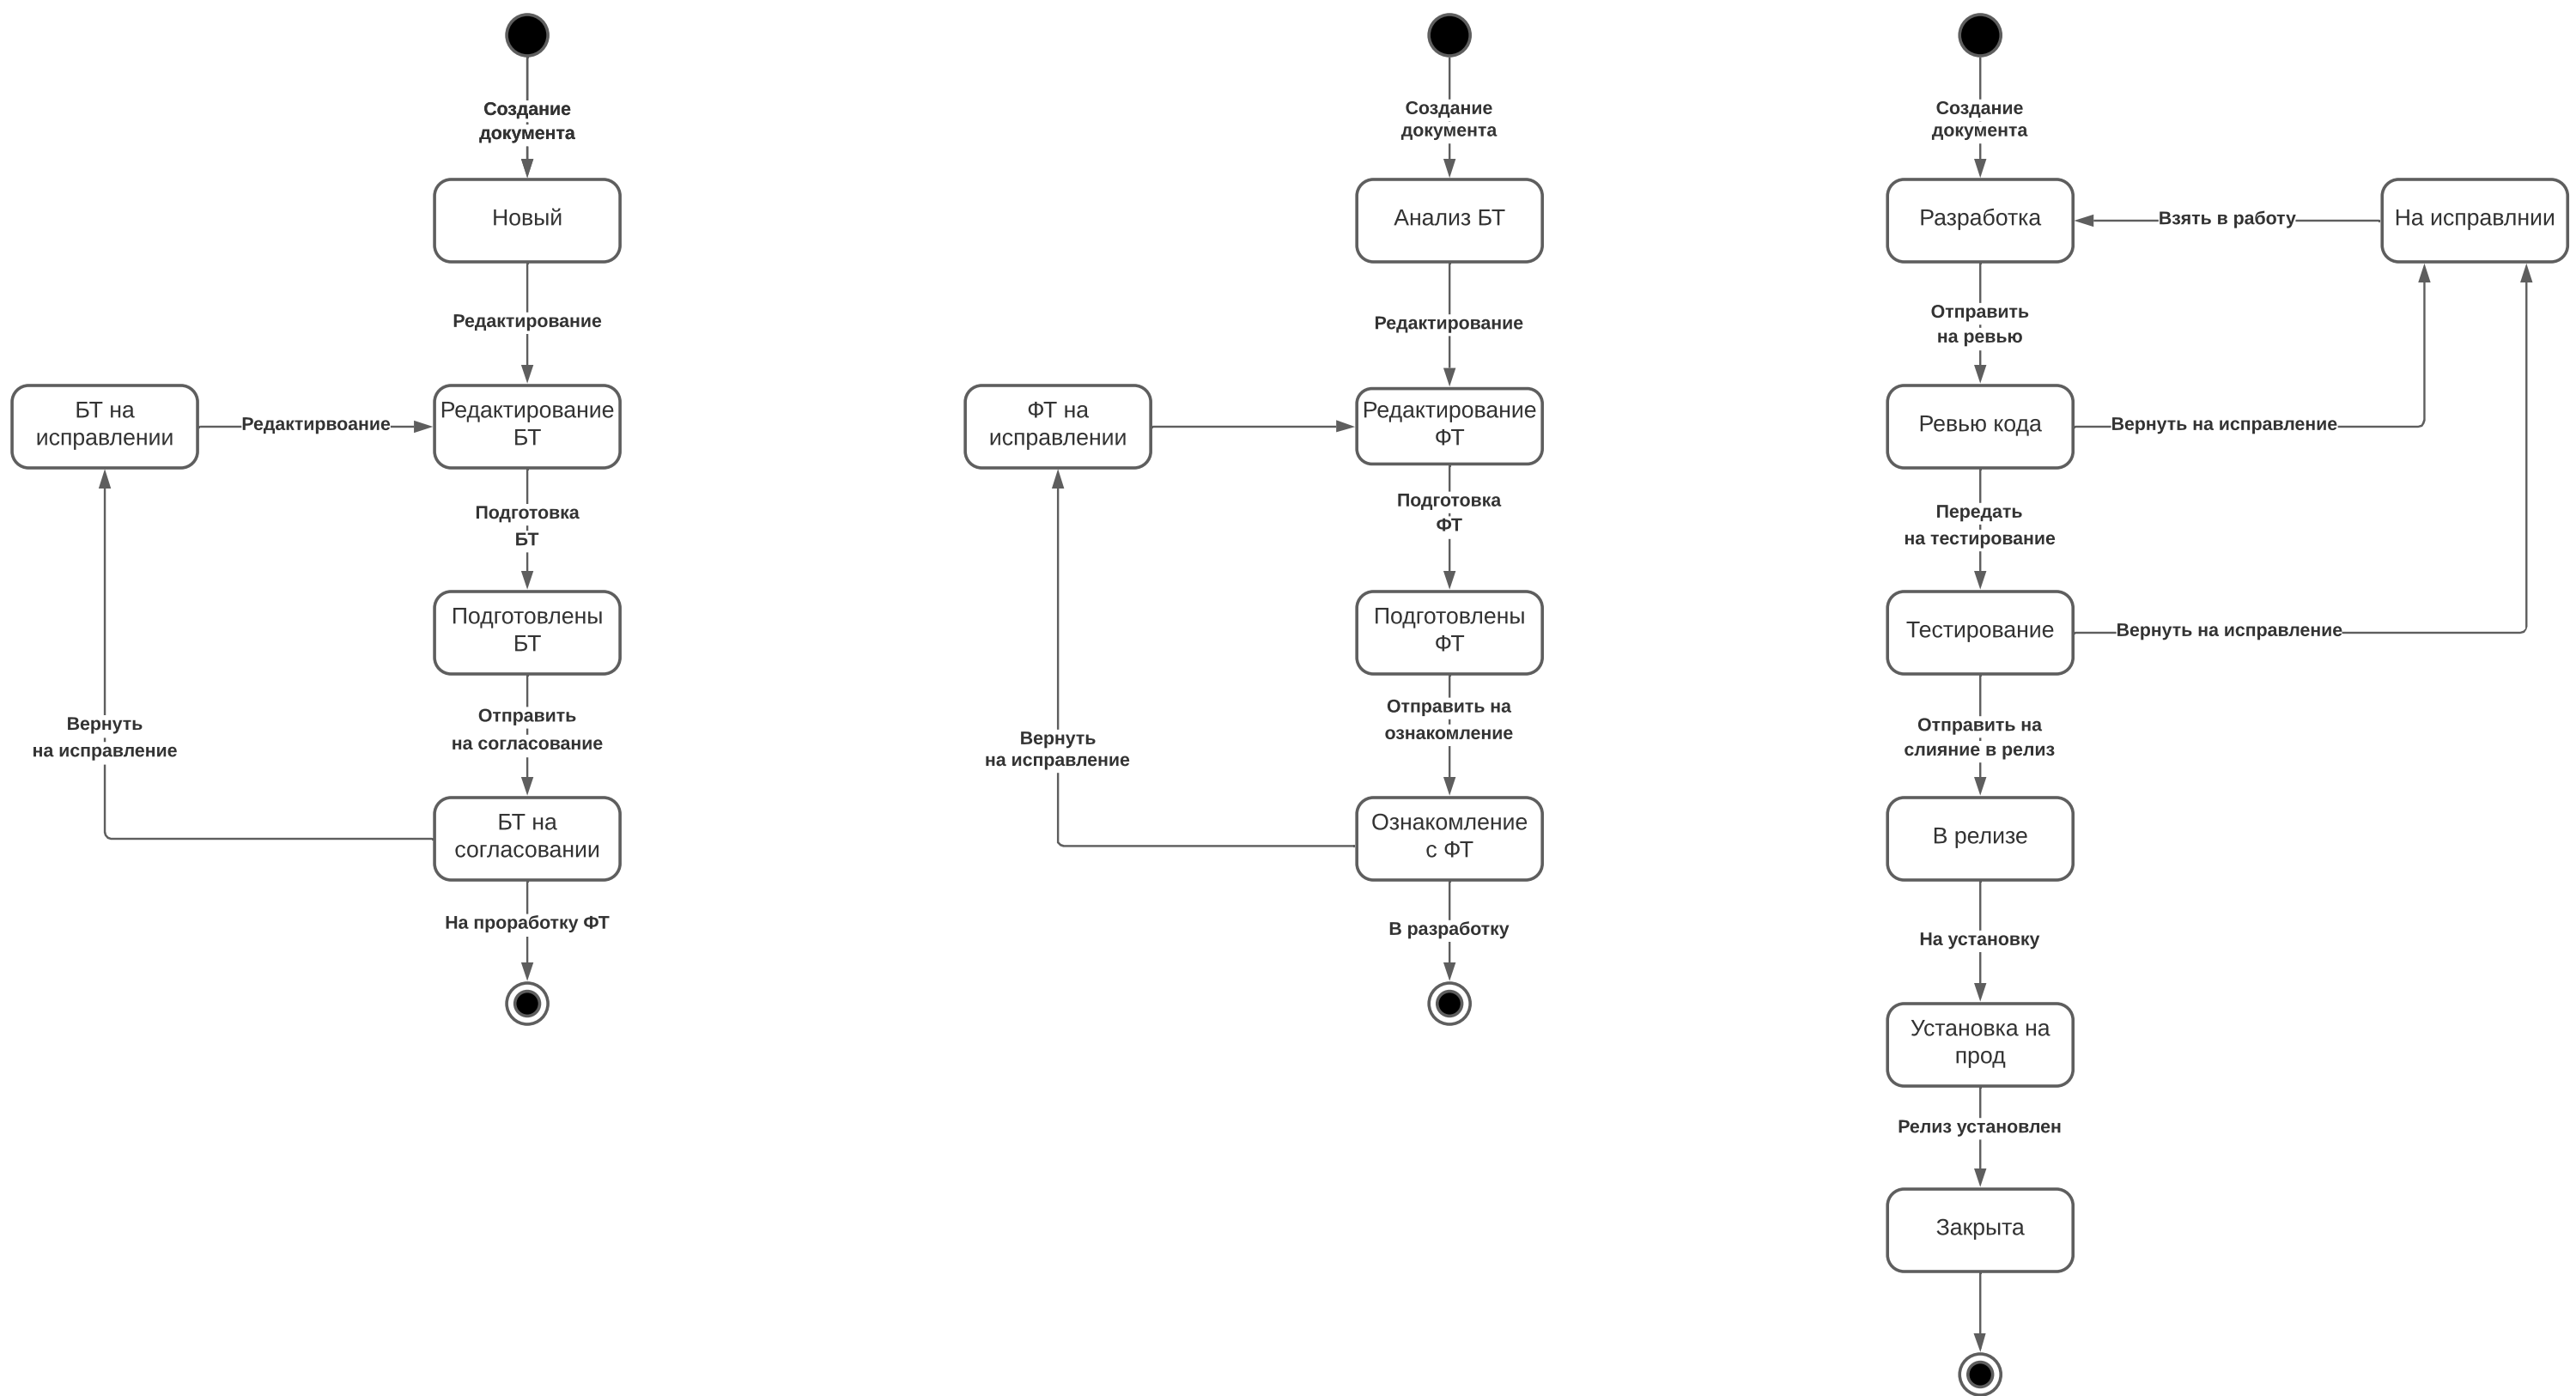 Создание
документа
Новый
Редактирование
БТ на
исправлении
Редактирвоание
Редактирование
БТ
Подготовка
БТ
Подготовлены
БТ
Вернуть
на исправление
Отправить
на согласование
БТ на
согласовании
На проработку ФТ
Создание
документа
Анализ БТ
Редактирование
ФТ на
исправлении
Редактирование
ФТ
Подготовка
ФТ
Подготовлены
ФТ
Вернуть
на исправление
Отправить на
ознакомление
Ознакомление
с ФТ
В разработку
Создание
документа
Разработка
Взять в работу
На исправлнии
Отправить
на ревью
Ревью кода
Вернуть на исправление
Передать
на тестирование
Тестирование
Вернуть на исправление
Отправить на
слияние в релиз
В релизе
На установку
Установка на
прод
Релиз установлен
Закрыта